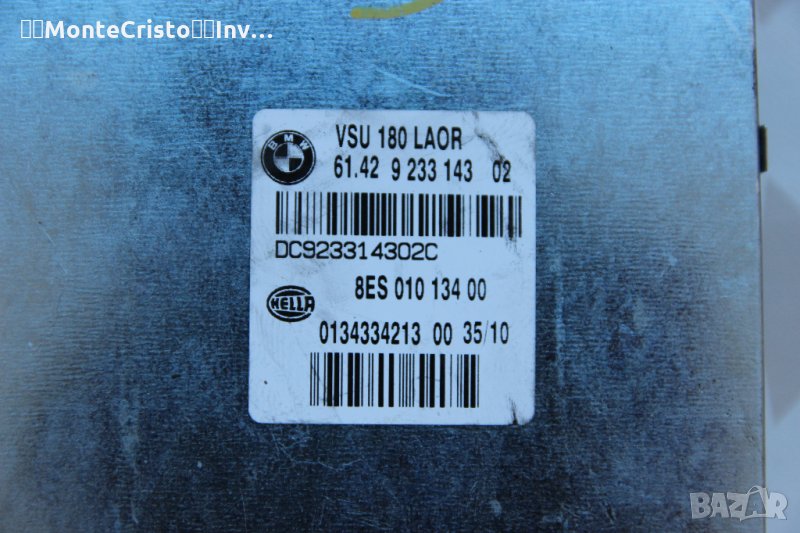 MonteCristo Inv...
BMW
VSU 180 LAOR
61.42 9 233 143 02
DC923314302C
8ES 010 134 00
HELLA
0134334213 00 35/10
BAZAR